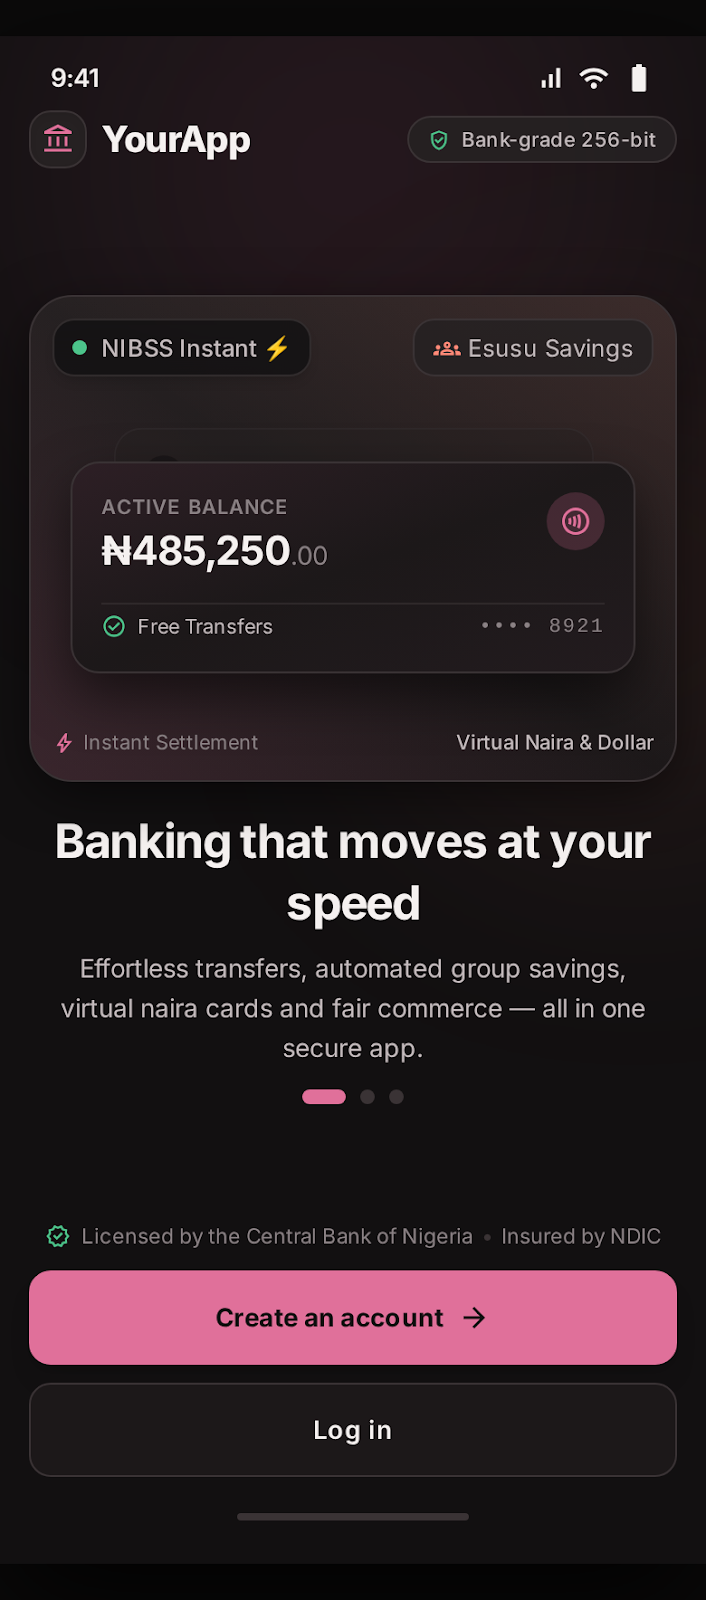 9:41
YourApp
Bank-grade 256-bit
NIBSS Instant ⚡
Esusu Savings
ACTIVE BALANCE
₦485,250.00
Free Transfers
•••• 8921
Instant Settlement
Virtual Naira & Dollar
Banking that moves at your
speed
Effortless transfers, automated group savings,
virtual naira cards and fair commerce — all in one
secure app.
Licensed by the Central Bank of Nigeria • Insured by NDIC
Create an account →
Log in